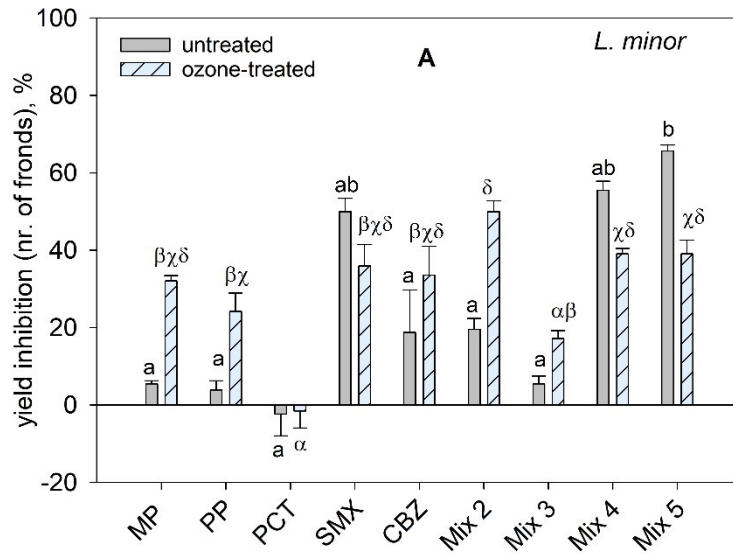 100
80
60
40
20
0
-20
yield inhibition (nr. of fronds), %
untreated
ozone-treated
A
L. minor
a
βχδ
a
βχ
a
α
ab
βχδ
a
βχδ
a
δ
a
αβ
ab
χδ
b
χδ
MP
PP
PCT
SMX
CBZ
Mix 2
Mix 3
Mix 4
Mix 5